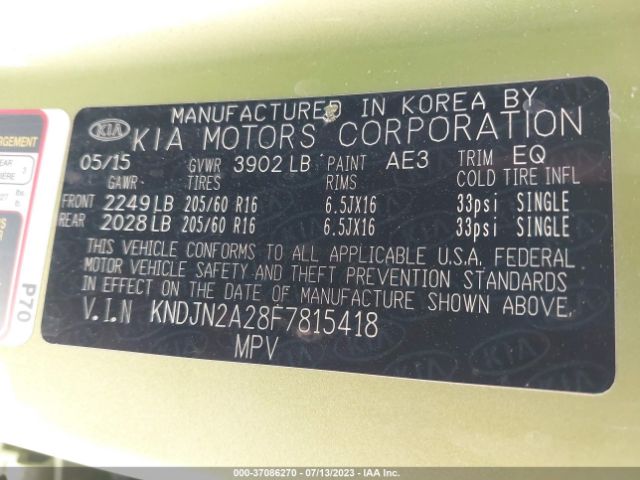 MANUFACTURED IN KOREA BY
KIA KIA MOTORS CORPORATION
05/15 GVWR 3902 LB PAINT AE3 TRIM EQ
GAWR TIRES RIMS COLD TIRE INFL
FRONT 2249 LB 205/60 R16 6.5JX16 33psi SINGLE
REAR 2028 LB 205/60 R16 6.5JX16 33psi SINGLE
THIS VEHICLE CONFORMS TO ALL APPLICABLE U.S.A. FEDERAL
MOTOR VEHICLE SAFETY AND THEFT PREVENTION STANDARDS
IN EFFECT ON THE DATE OF MANUFACTURE SHOWN ABOVE.
V.I.N KNDJN2A28F7815418
MPV
P70
000-37086270 - 07/13/2023 - IAA Inc.